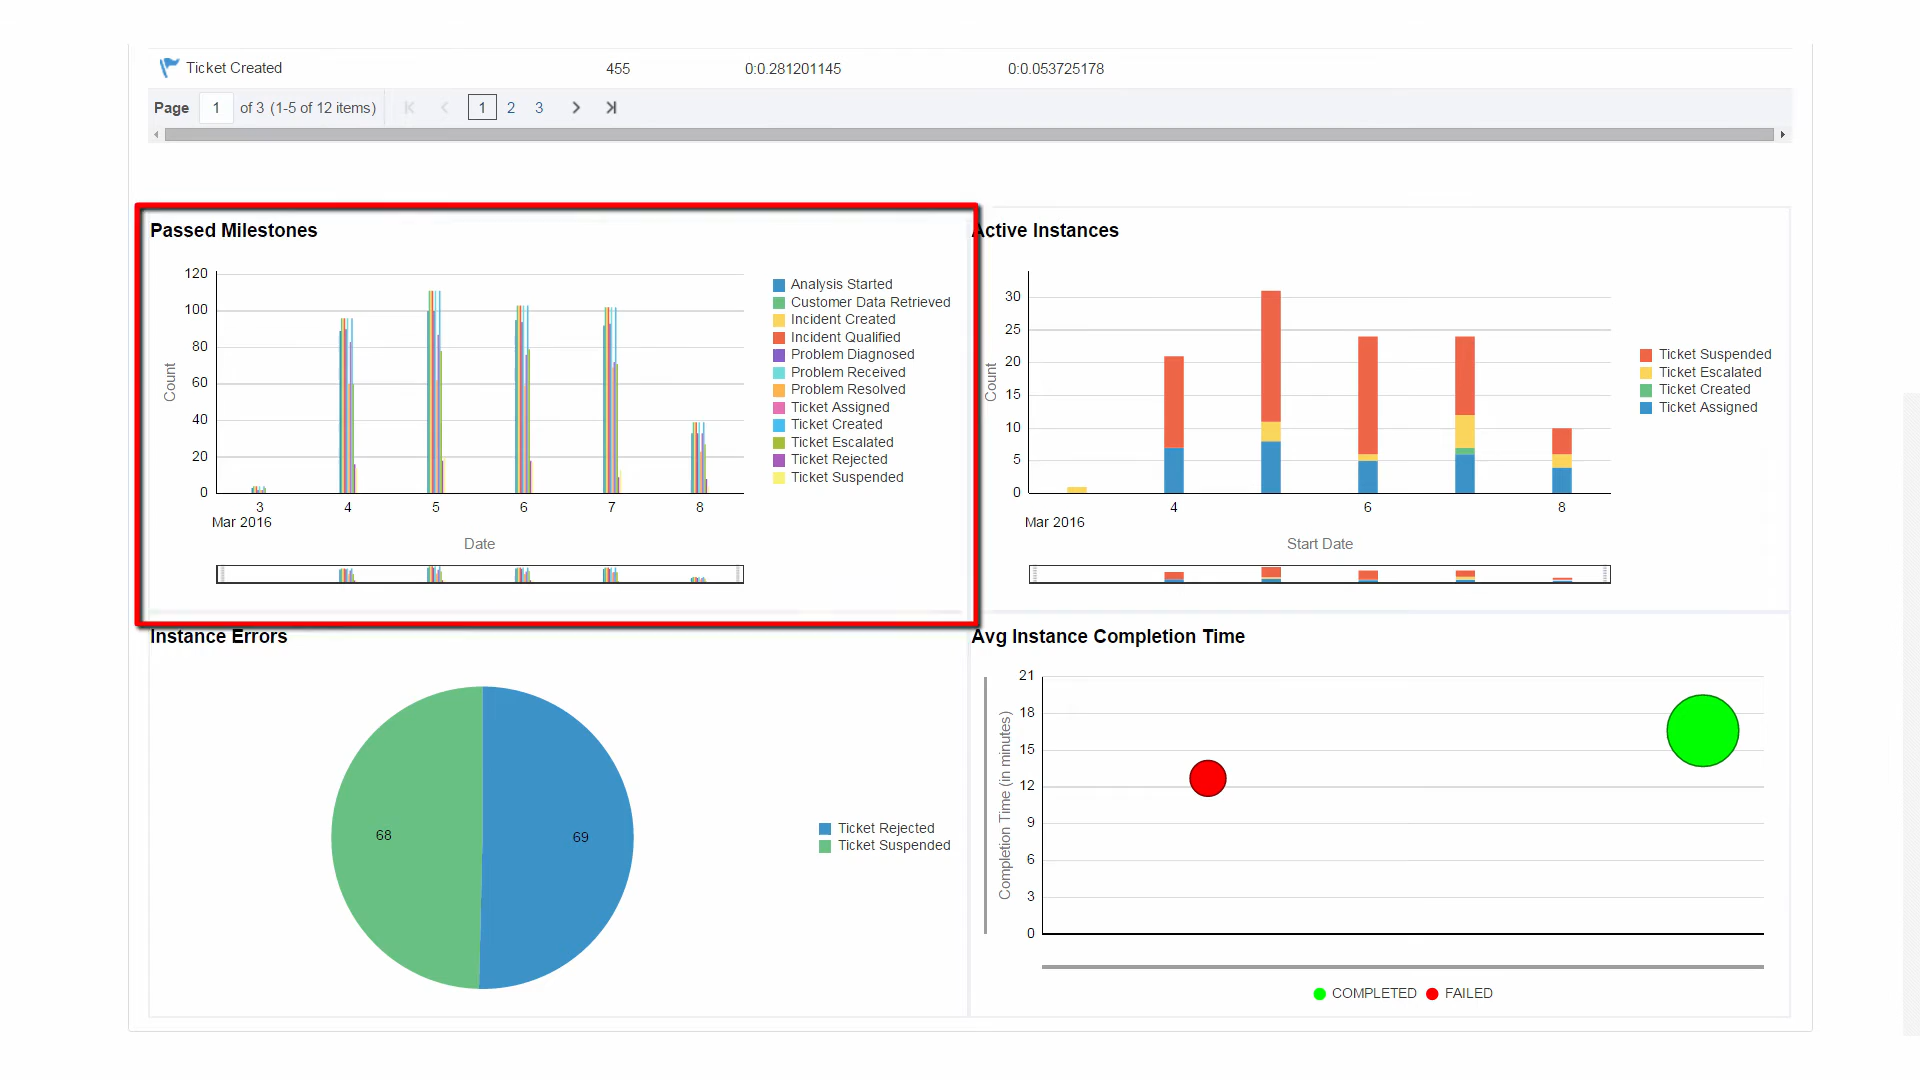 Ticket Created 455 0:0.281201145 0:0.053725178
Page 1 of 3 (1-5 of 12 items) 1 2 3
Passed Milestones
120
100
80
60
40
20
0
Count
3 4 5 6 7 8
Mar 2016
Date
Analysis Started
Customer Data Retrieved
Incident Created
Incident Qualified
Problem Diagnosed
Problem Received
Problem Resolved
Ticket Assigned
Ticket Created
Ticket Escalated
Ticket Rejected
Ticket Suspended
Active Instances
30
25
20
15
10
5
0
Count
4 6 8
Mar 2016
Start Date
Ticket Suspended
Ticket Escalated
Ticket Created
Ticket Assigned
Instance Errors
68 69
Ticket Rejected
Ticket Suspended
Avg Instance Completion Time
21
18
15
12
9
6
3
0
Completion Time (in minutes)
COMPLETED FAILED